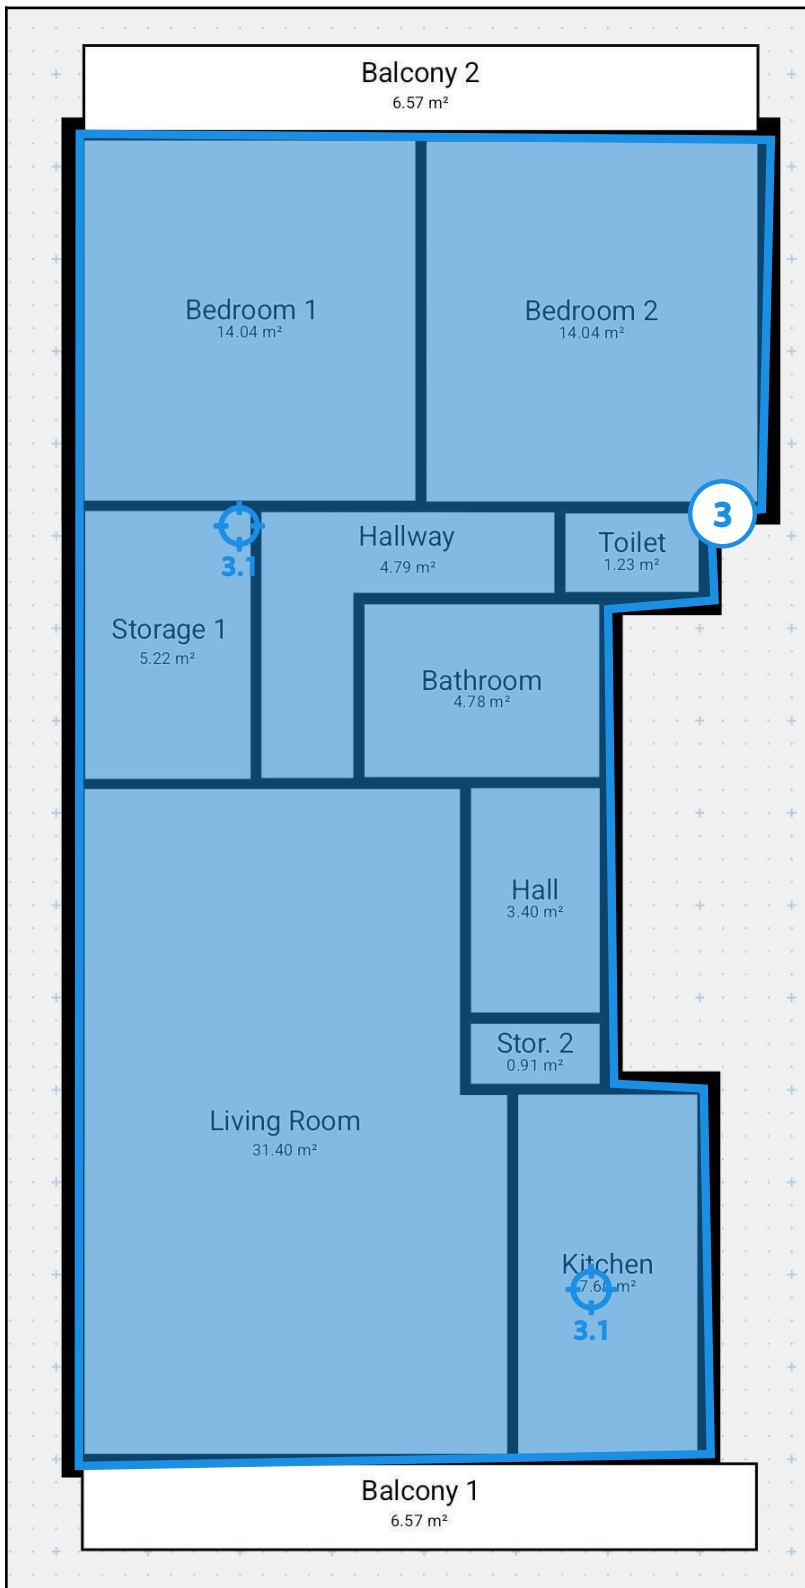 Balcony 2
6.57 m²
Bedroom 1
14.04 m²
Bedroom 2
14.04 m²
3
3.1
Hallway
4.79 m²
Toilet
1.23 m²
Storage 1
5.22 m²
Bathroom
4.78 m²
Hall
3.40 m²
Stor. 2
0.91 m²
Living Room
31.40 m²
Kitchen
m²
3.1
Balcony 1
6.57 m²